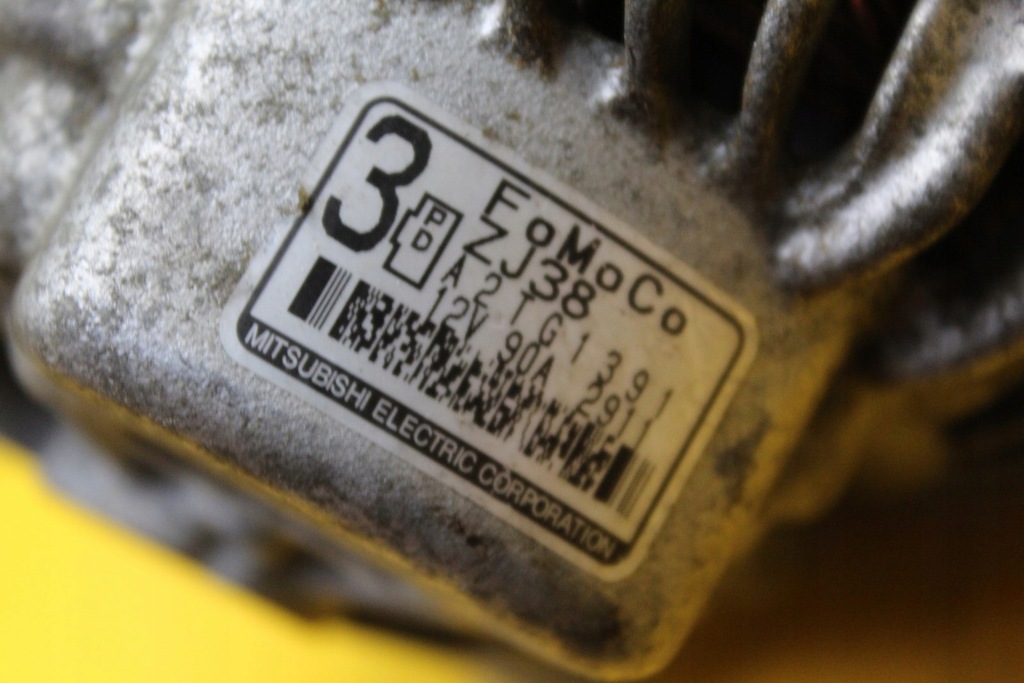 3 PD
FoMoCo
ZJ38
A2TG1391
12V 90A 2911
MITSUBISHI ELECTRIC CORPORATION